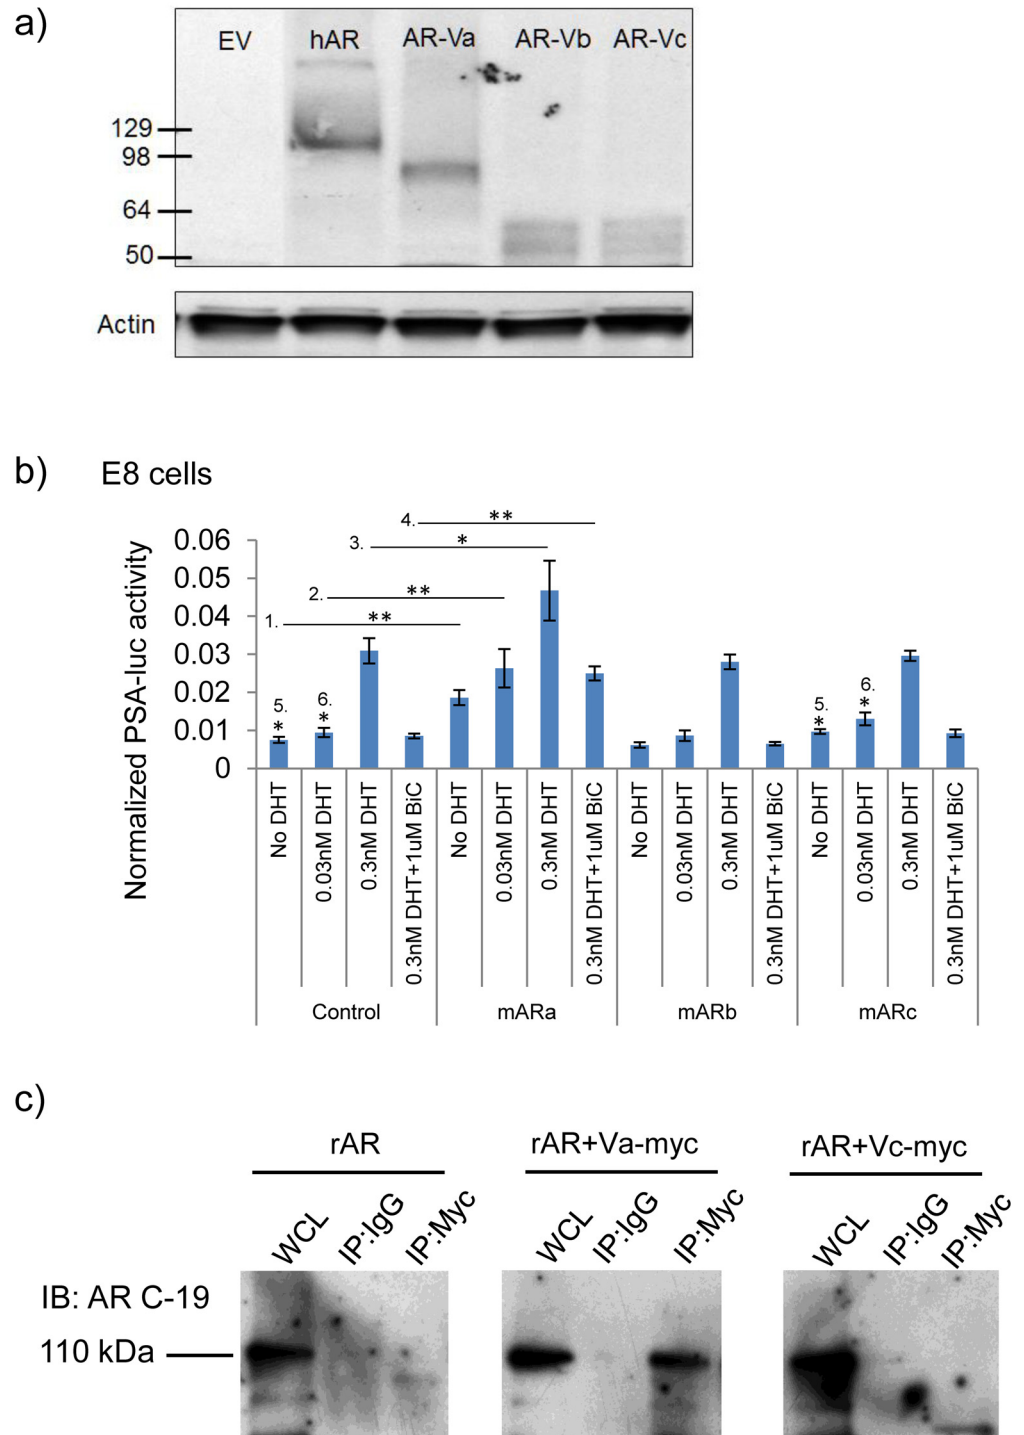 a)
EV hAR AR-Va AR-Vb AR-Vc
129
98
64
50
Actin
b) E8 cells
Normalized PSA-luc activity
0.06
0.05
0.04
0.03
0.02
0.01
0
1. **
2. **
3. *
4. **
5. *
6. *
5. *
6. *
No DHT
0.03nM DHT
0.3nM DHT
0.3nM DHT+1uM BiC
No DHT
0.03nM DHT
0.3nM DHT
0.3nM DHT+1uM BiC
No DHT
0.03nM DHT
0.3nM DHT
0.3nM DHT+1uM BiC
No DHT
0.03nM DHT
0.3nM DHT
0.3nM DHT+1uM BiC
Control mARa mARb mARc
c)
rAR rAR+Va-myc rAR+Vc-myc
WCL IP:IgG IP:Myc WCL IP:IgG IP:Myc WCL IP:IgG IP:Myc
IB: AR C-19
110 kDa